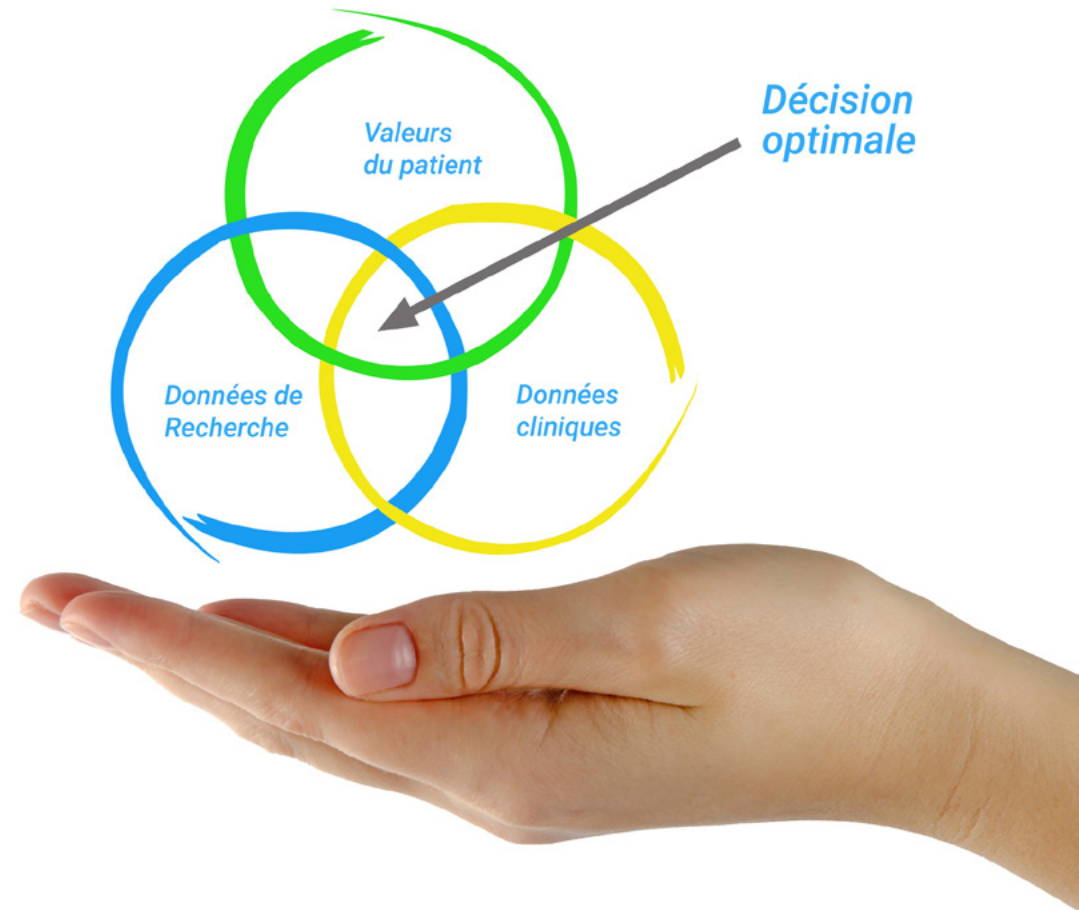 Valeurs
du patient
Décision
optimale
Données de
Recherche
Données
cliniques